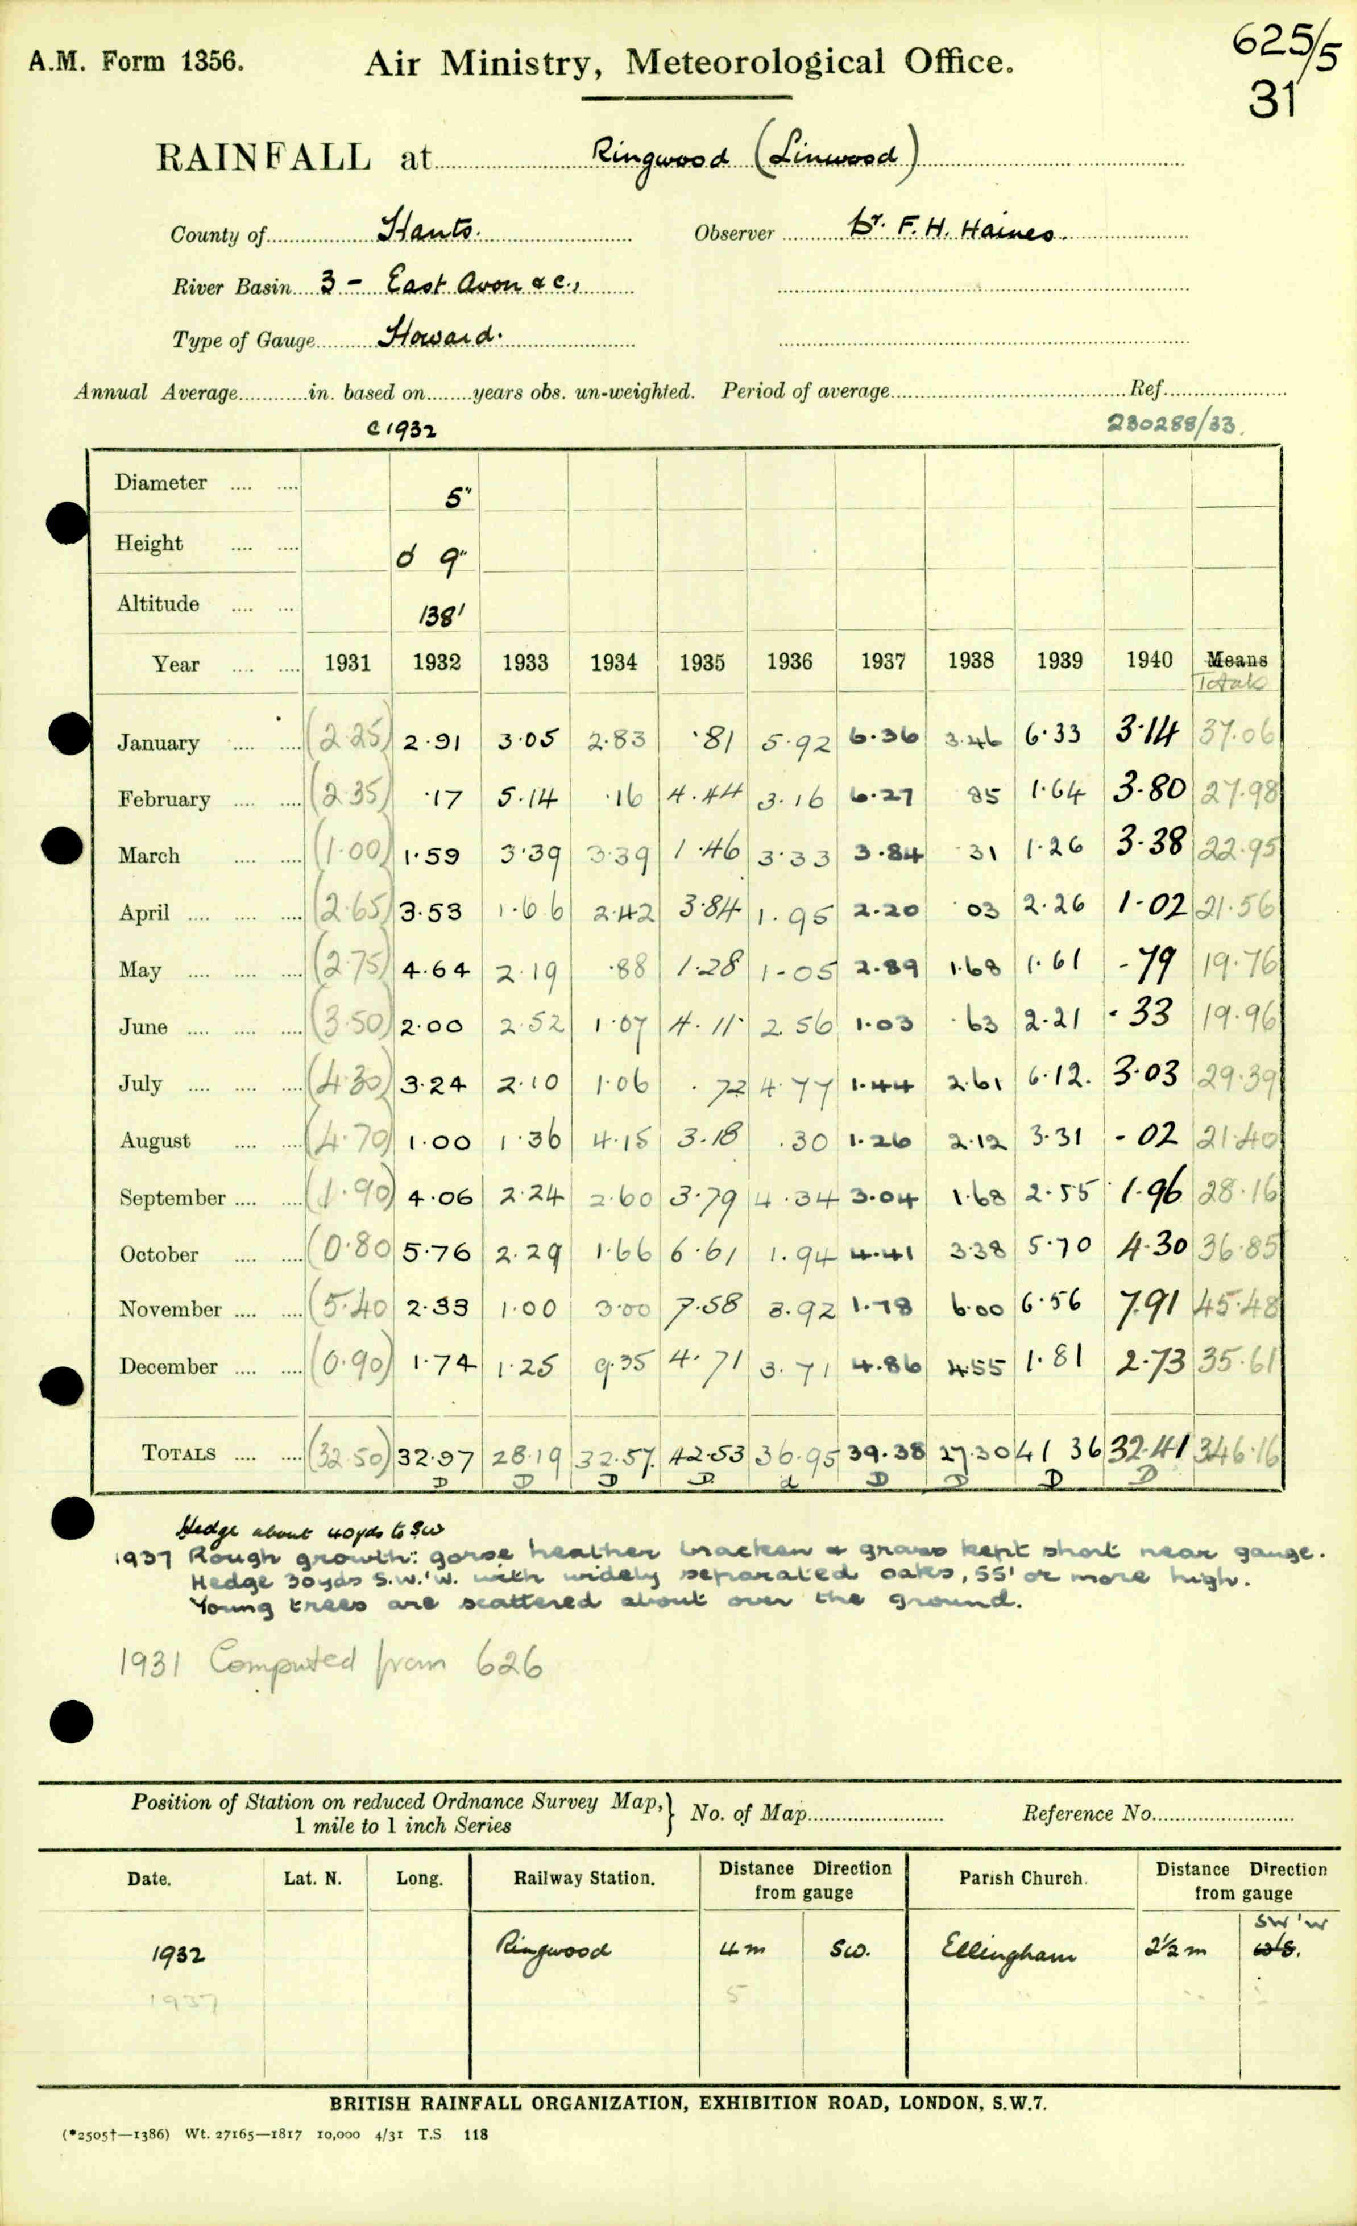 625/5
31
A.M. Form 1356. Air Ministry, Meteorological Office.
RAINFALL at Ringwood (Linwood)
County of Hants. Observer Dr. F. H. Haines.
River Basin 3 - East Avon & c.,
Type of Gauge Howard.
Annual Average in. based on years obs. un-weighted. Period of average Ref.
C 1932 230288/33.
Diameter 5"
Height 0 9"
Altitude 138'
Year 1931 1932 1933 1934 1935 1936 1937 1938 1939 1940 Means
Totals
January (2.25) 2.91 3.05 2.83 .81 5.92 6.36 3.46 6.33 3.14 37.06
February (2.35) .17 5.14 .16 4.44 3.16 6.27 85 1.64 3.80 27.98
March (1.00) 1.59 3.39 3.39 1.46 3.33 3.84 31 1.26 3.38 22.95
April (2.65) 3.53 1.66 2.42 3.84 1.95 2.20 .03 2.26 1.02 21.56
May (2.75) 4.64 2.19 .88 1.28 1-05 2.89 1.68 1.61 -79 19.76
June (3.50) 2.00 2.52 1.07 4.11 2.56 1.03 .63 2.21 .33 19.96
July (4.30) 3.24 2.10 1.06 .72 4.77 1.44 2.61 6.12. 3.03 29.39
August (4.70) 1.00 1.36 4.15 3.18 .30 1.26 2.12 3.31 -02 21.40
September (1.90) 4.06 2.24 2.60 3.79 4.34 3.04 1.68 2.55 1.96 28.16
October (0.80 5.76 2.29 1.66 6.61 1.94 4.41 3.38 5.70 4.30 36.85
November (5.40 2.33 1.00 3.00 7.58 3.92 1.78 6.00 6.56 7.91 45.48
December (0.90) 1.74 1.25 9.35 4.71 3.71 4.86 4.55 1.81 2.73 35.61
TOTALS (32.50) 32.97 28.19 32.57. 42.53 36.95 39.38 27.30 41 36 32.41 346.16
D D D D d D D D D
Hedge about 40yds to SW
1937 Rough growth: gorse heather bracken & grass kept short near gauge.
Hedge 30yds S.W.'W. with widely separated oaks, 55' or more high.
Young trees are scattered about over the ground.
1931 Computed from 626
Position of Station on reduced Ordnance Survey Map, } No. of Map Reference No.
1 mile to 1 inch Series
Date. Lat. N. Long. Railway Station. Distance Direction from gauge Parish Church. Distance Direction from gauge
SW'W
1932 Ringwood 4m SW. Ellingham 2½m
1937 " 5 " " "
BRITISH RAINFALL ORGANIZATION, EXHIBITION ROAD, LONDON, S.W.7.
(*2505†—1386) Wt. 27165—1817 10,000 4/31 T.S 118